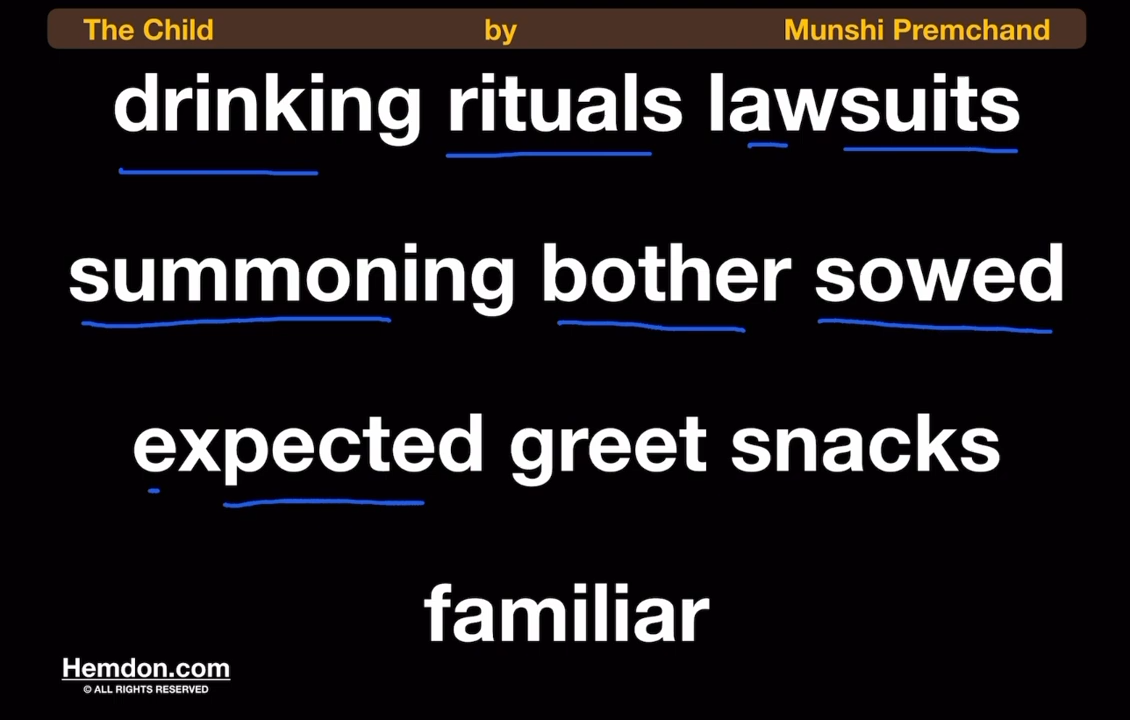 The Child by Munshi Premchand
drinking rituals lawsuits
summoning bother sowed
expected greet snacks
familiar
Hemdon.com
© ALL RIGHTS RESERVED